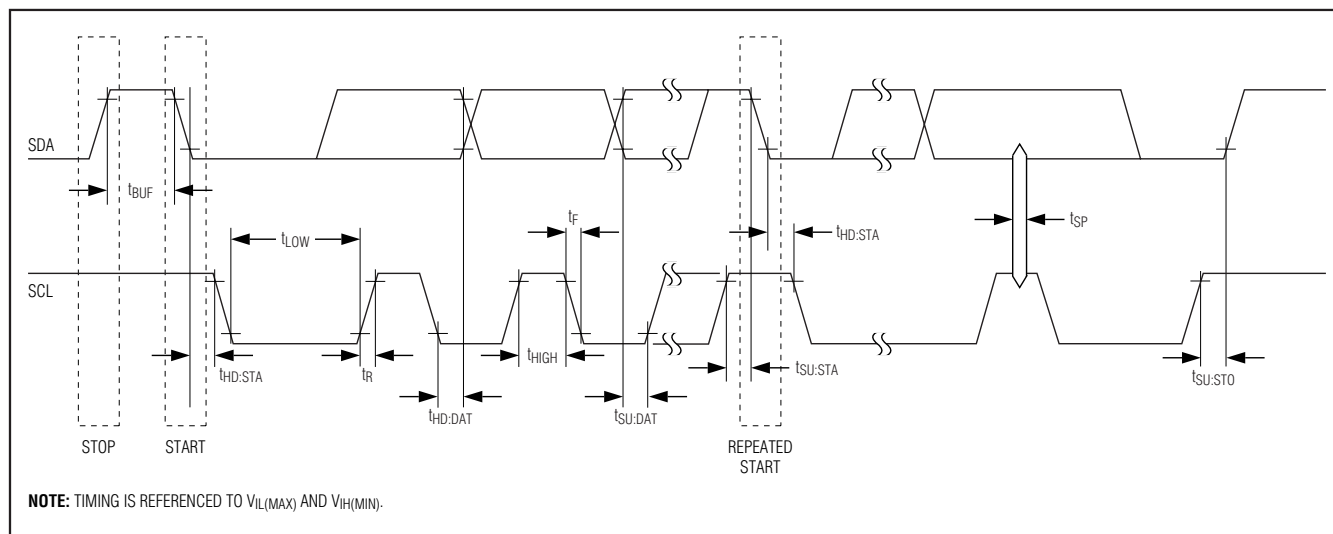 SDA
tBUF
tLOW
tF
tHD:STA
tSP
SCL
tHD:STA
tR
tHIGH
tHD:DAT
tSU:DAT
tSU:STA
tSU:STO
STOP
START
REPEATED
START
NOTE: TIMING IS REFERENCED TO VIL(MAX) AND VIH(MIN).